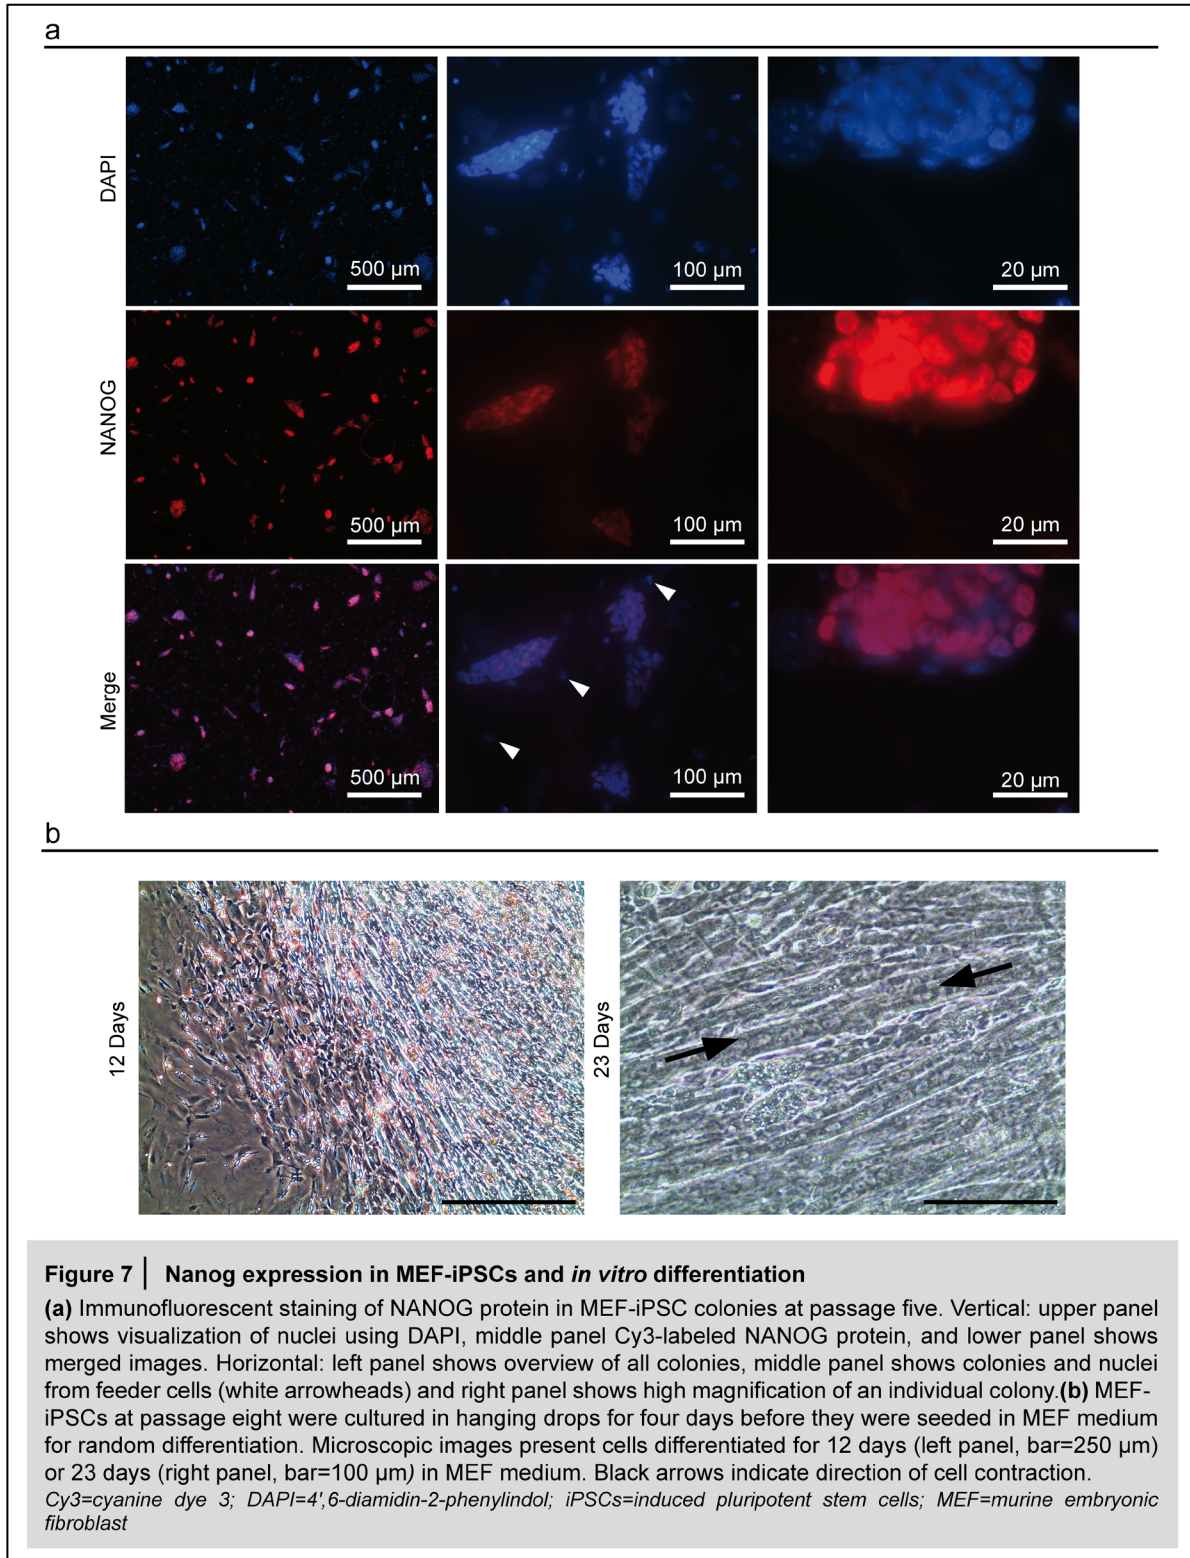 a
DAPI
500 µm
100 µm
20 µm
NANOG
500 µm
100 µm
20 µm
Merge
500 µm
100 µm
20 µm
b
12 Days
23 Days
Figure 7 | Nanog expression in MEF-iPSCs and in vitro differentiation
(a) Immunofluorescent staining of NANOG protein in MEF-iPSC colonies at passage five. Vertical: upper panel
shows visualization of nuclei using DAPI, middle panel Cy3-labeled NANOG protein, and lower panel shows
merged images. Horizontal: left panel shows overview of all colonies, middle panel shows colonies and nuclei
from feeder cells (white arrowheads) and right panel shows high magnification of an individual colony.(b) MEF-
iPSCs at passage eight were cultured in hanging drops for four days before they were seeded in MEF medium
for random differentiation. Microscopic images present cells differentiated for 12 days (left panel, bar=250 µm)
or 23 days (right panel, bar=100 µm) in MEF medium. Black arrows indicate direction of cell contraction.
Cy3=cyanine dye 3; DAPI=4',6-diamidin-2-phenylindol; iPSCs=induced pluripotent stem cells; MEF=murine embryonic
fibroblast